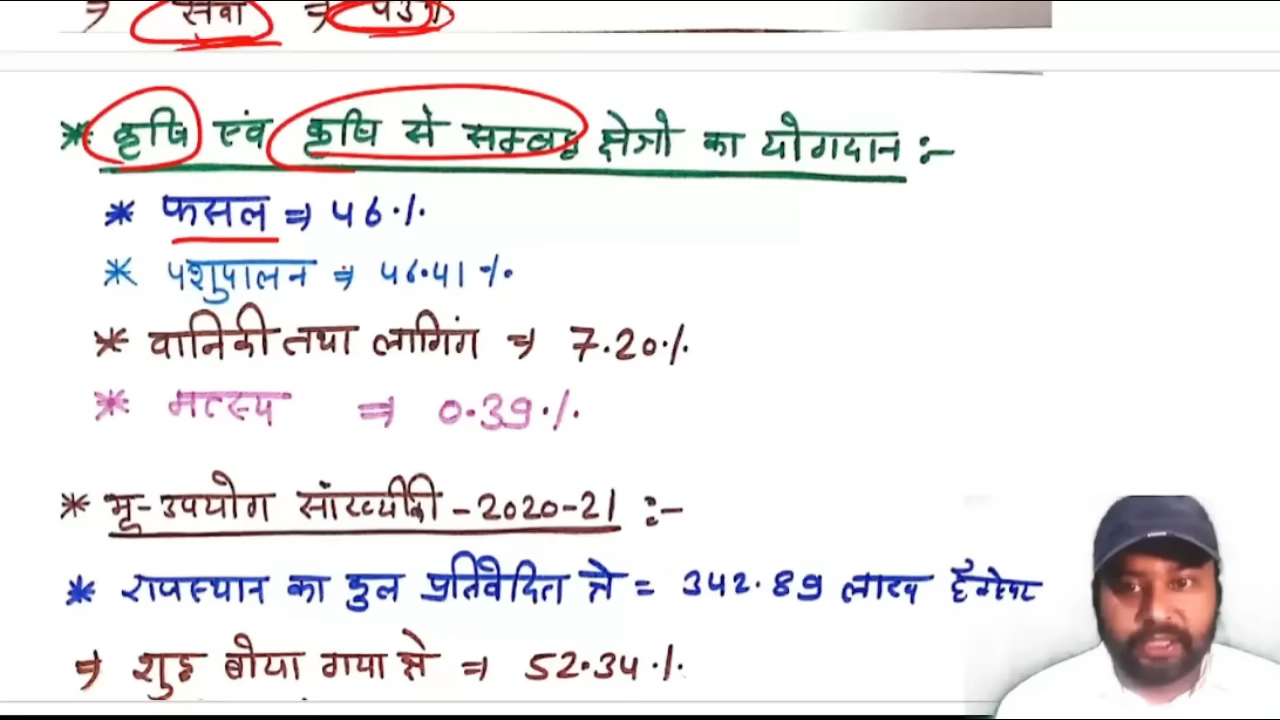 ⇒ सेवा ⇒
* कृषि एवं कृषि से सम्बद्ध क्षेत्रो का योगदान :-
* फसल ⇒ 46%
* पशुपालन ⇒ 46.41%
* वानिकी तथा लागिंग ⇒ 7.20%
* मत्स्य ⇒ 0.39%
* भू-उपयोग सांख्यीकी - 2020-21 :-
* राजस्थान का कुल प्रतिवेदित क्षे = 342.89 लाख हैक्टेयर
⇒ शुद्ध बोया गया क्षे ⇒ 52.34%